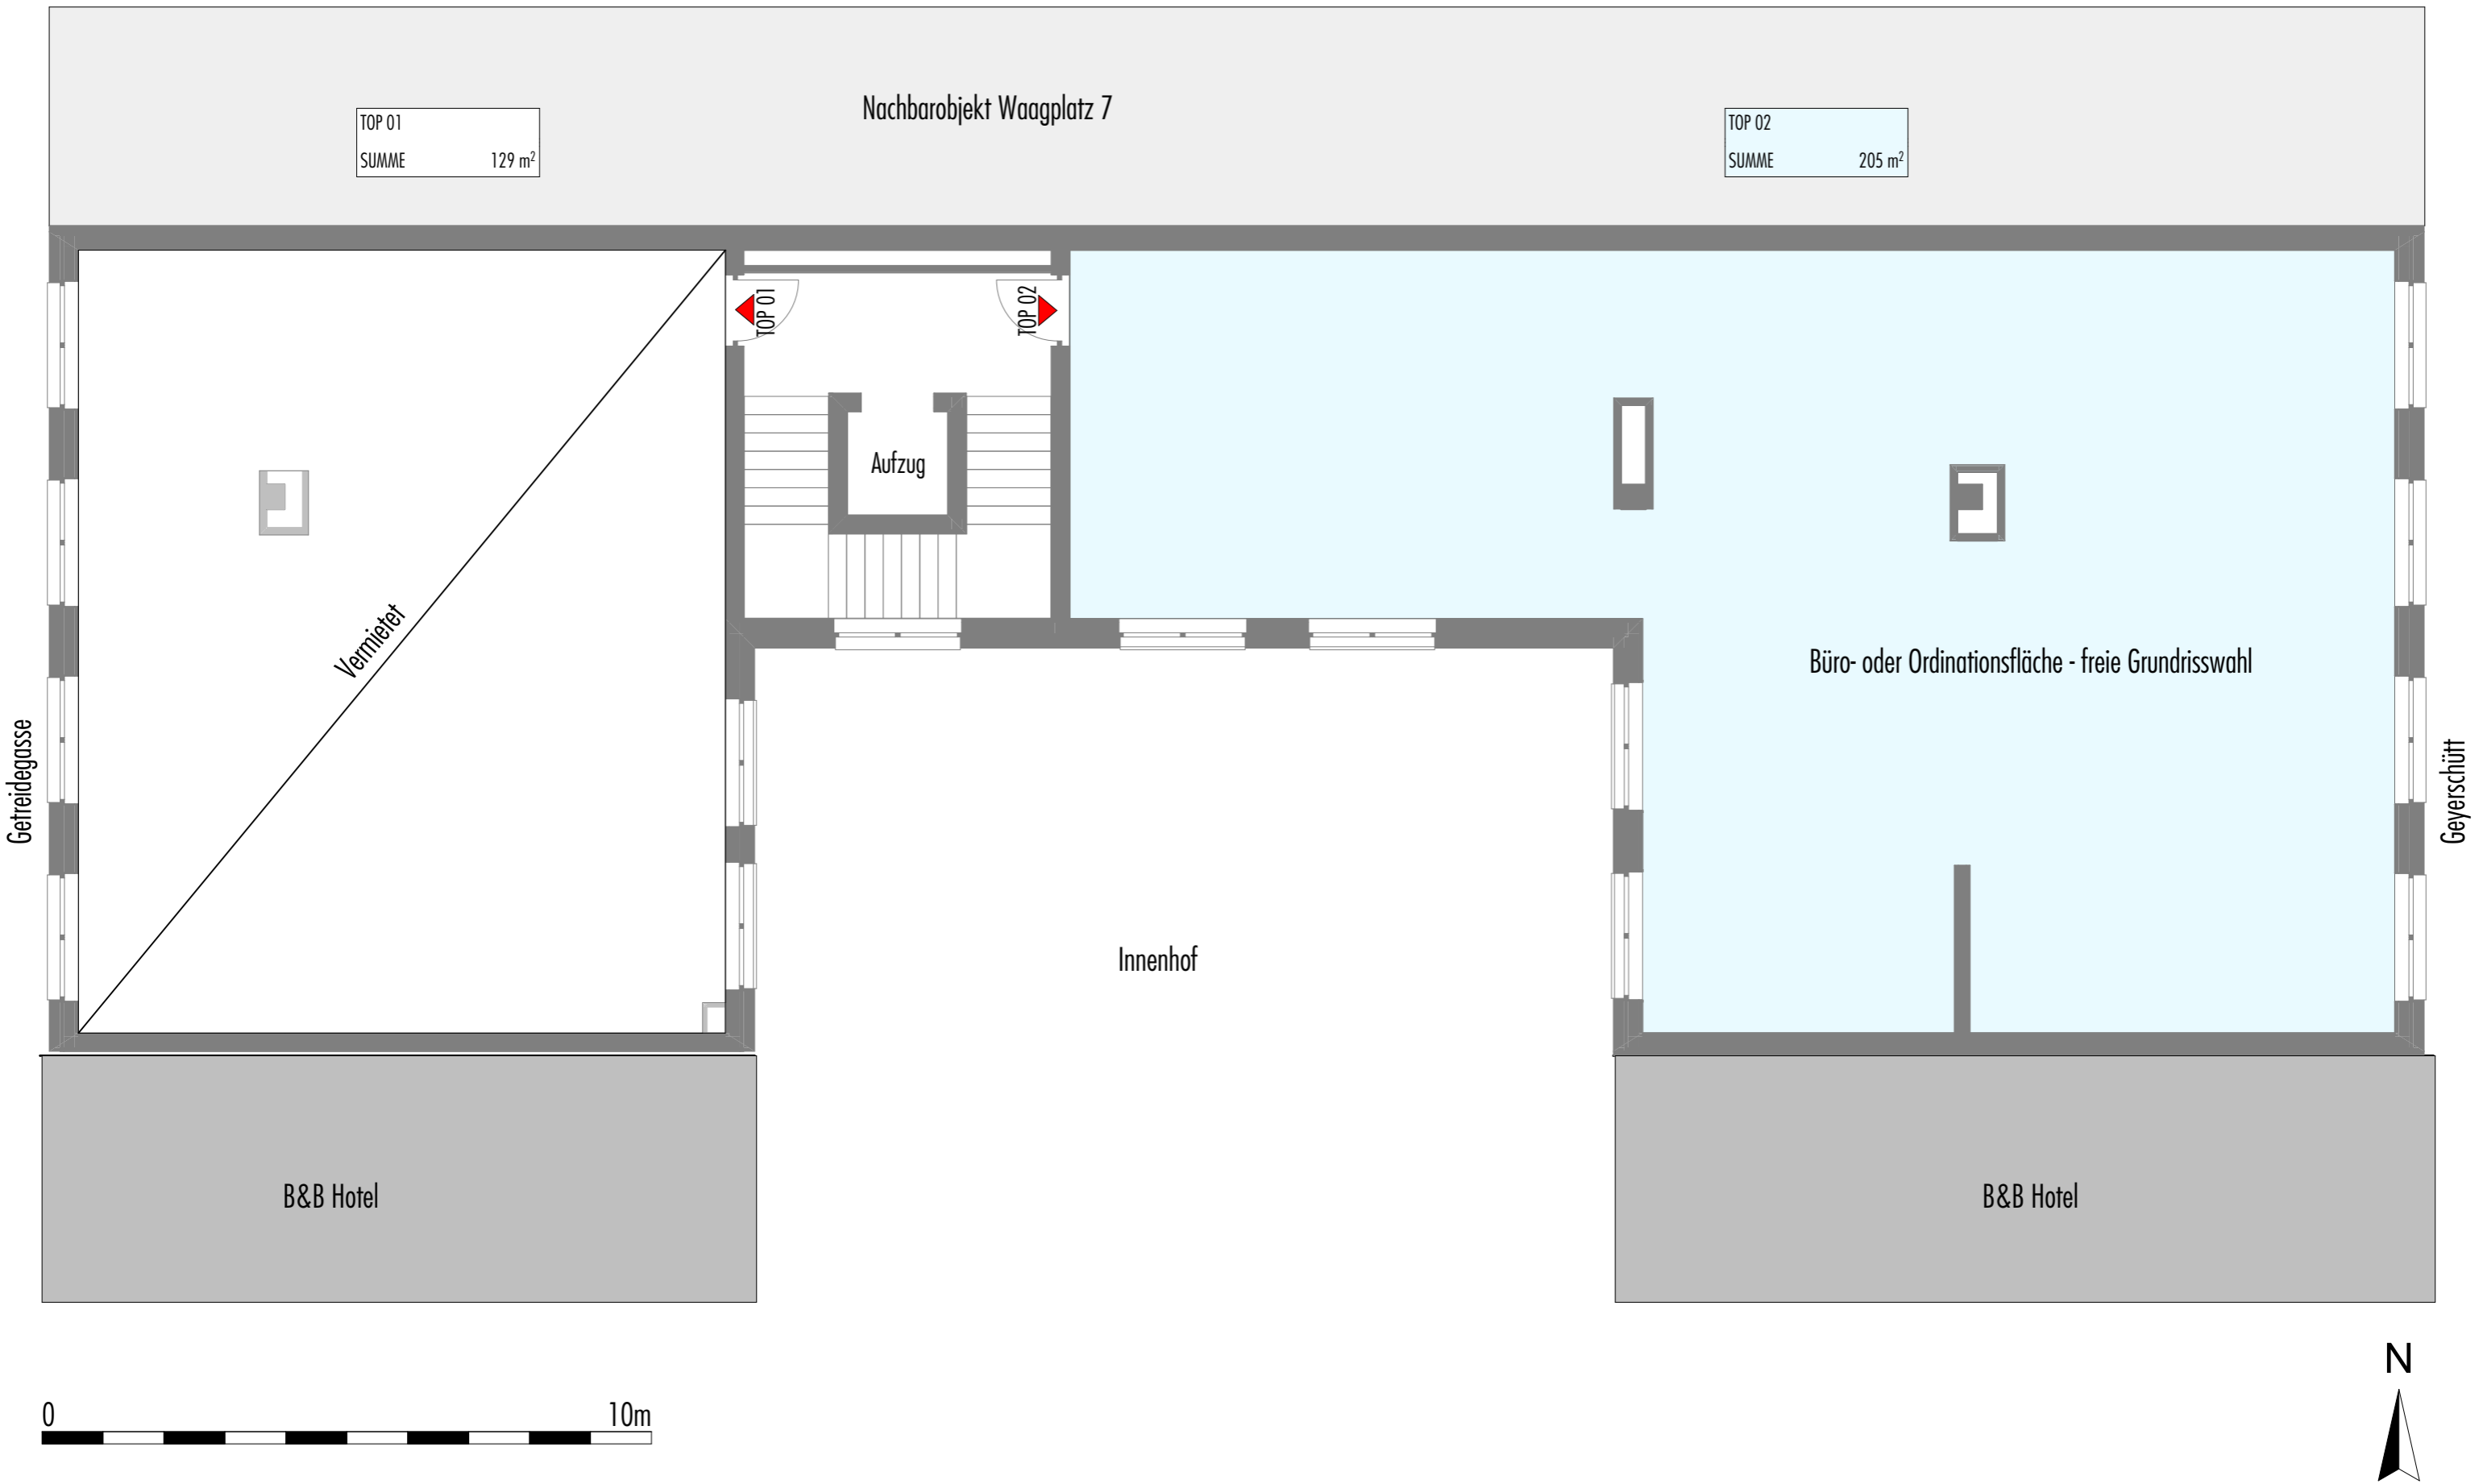 Nachbarobjekt Waagplatz 7
TOP 01
SUMME 129 m²
TOP 02
SUMME 205 m²
TOP 01
TOP 02
Aufzug
Vermietet
Büro- oder Ordinationsfläche - freie Grundrisswahl
Getreidegasse
Geyerschütt
Innenhof
B&B Hotel
B&B Hotel
N
0 10m